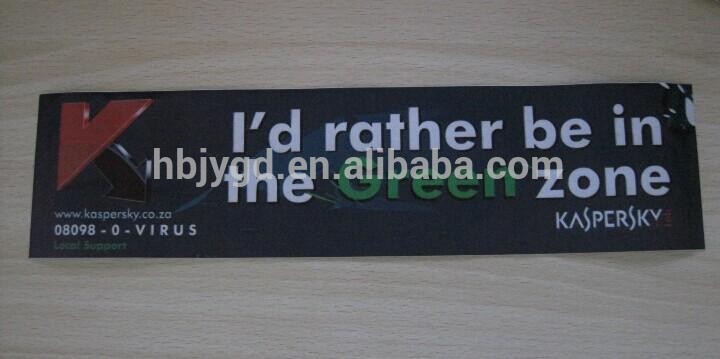 I'd rather be in
hbjygd.en.alibaba.com
the Green zone
www.kaspersky.co.za
08098 - 0 - VIRUS
Local Support
KASPERSKY